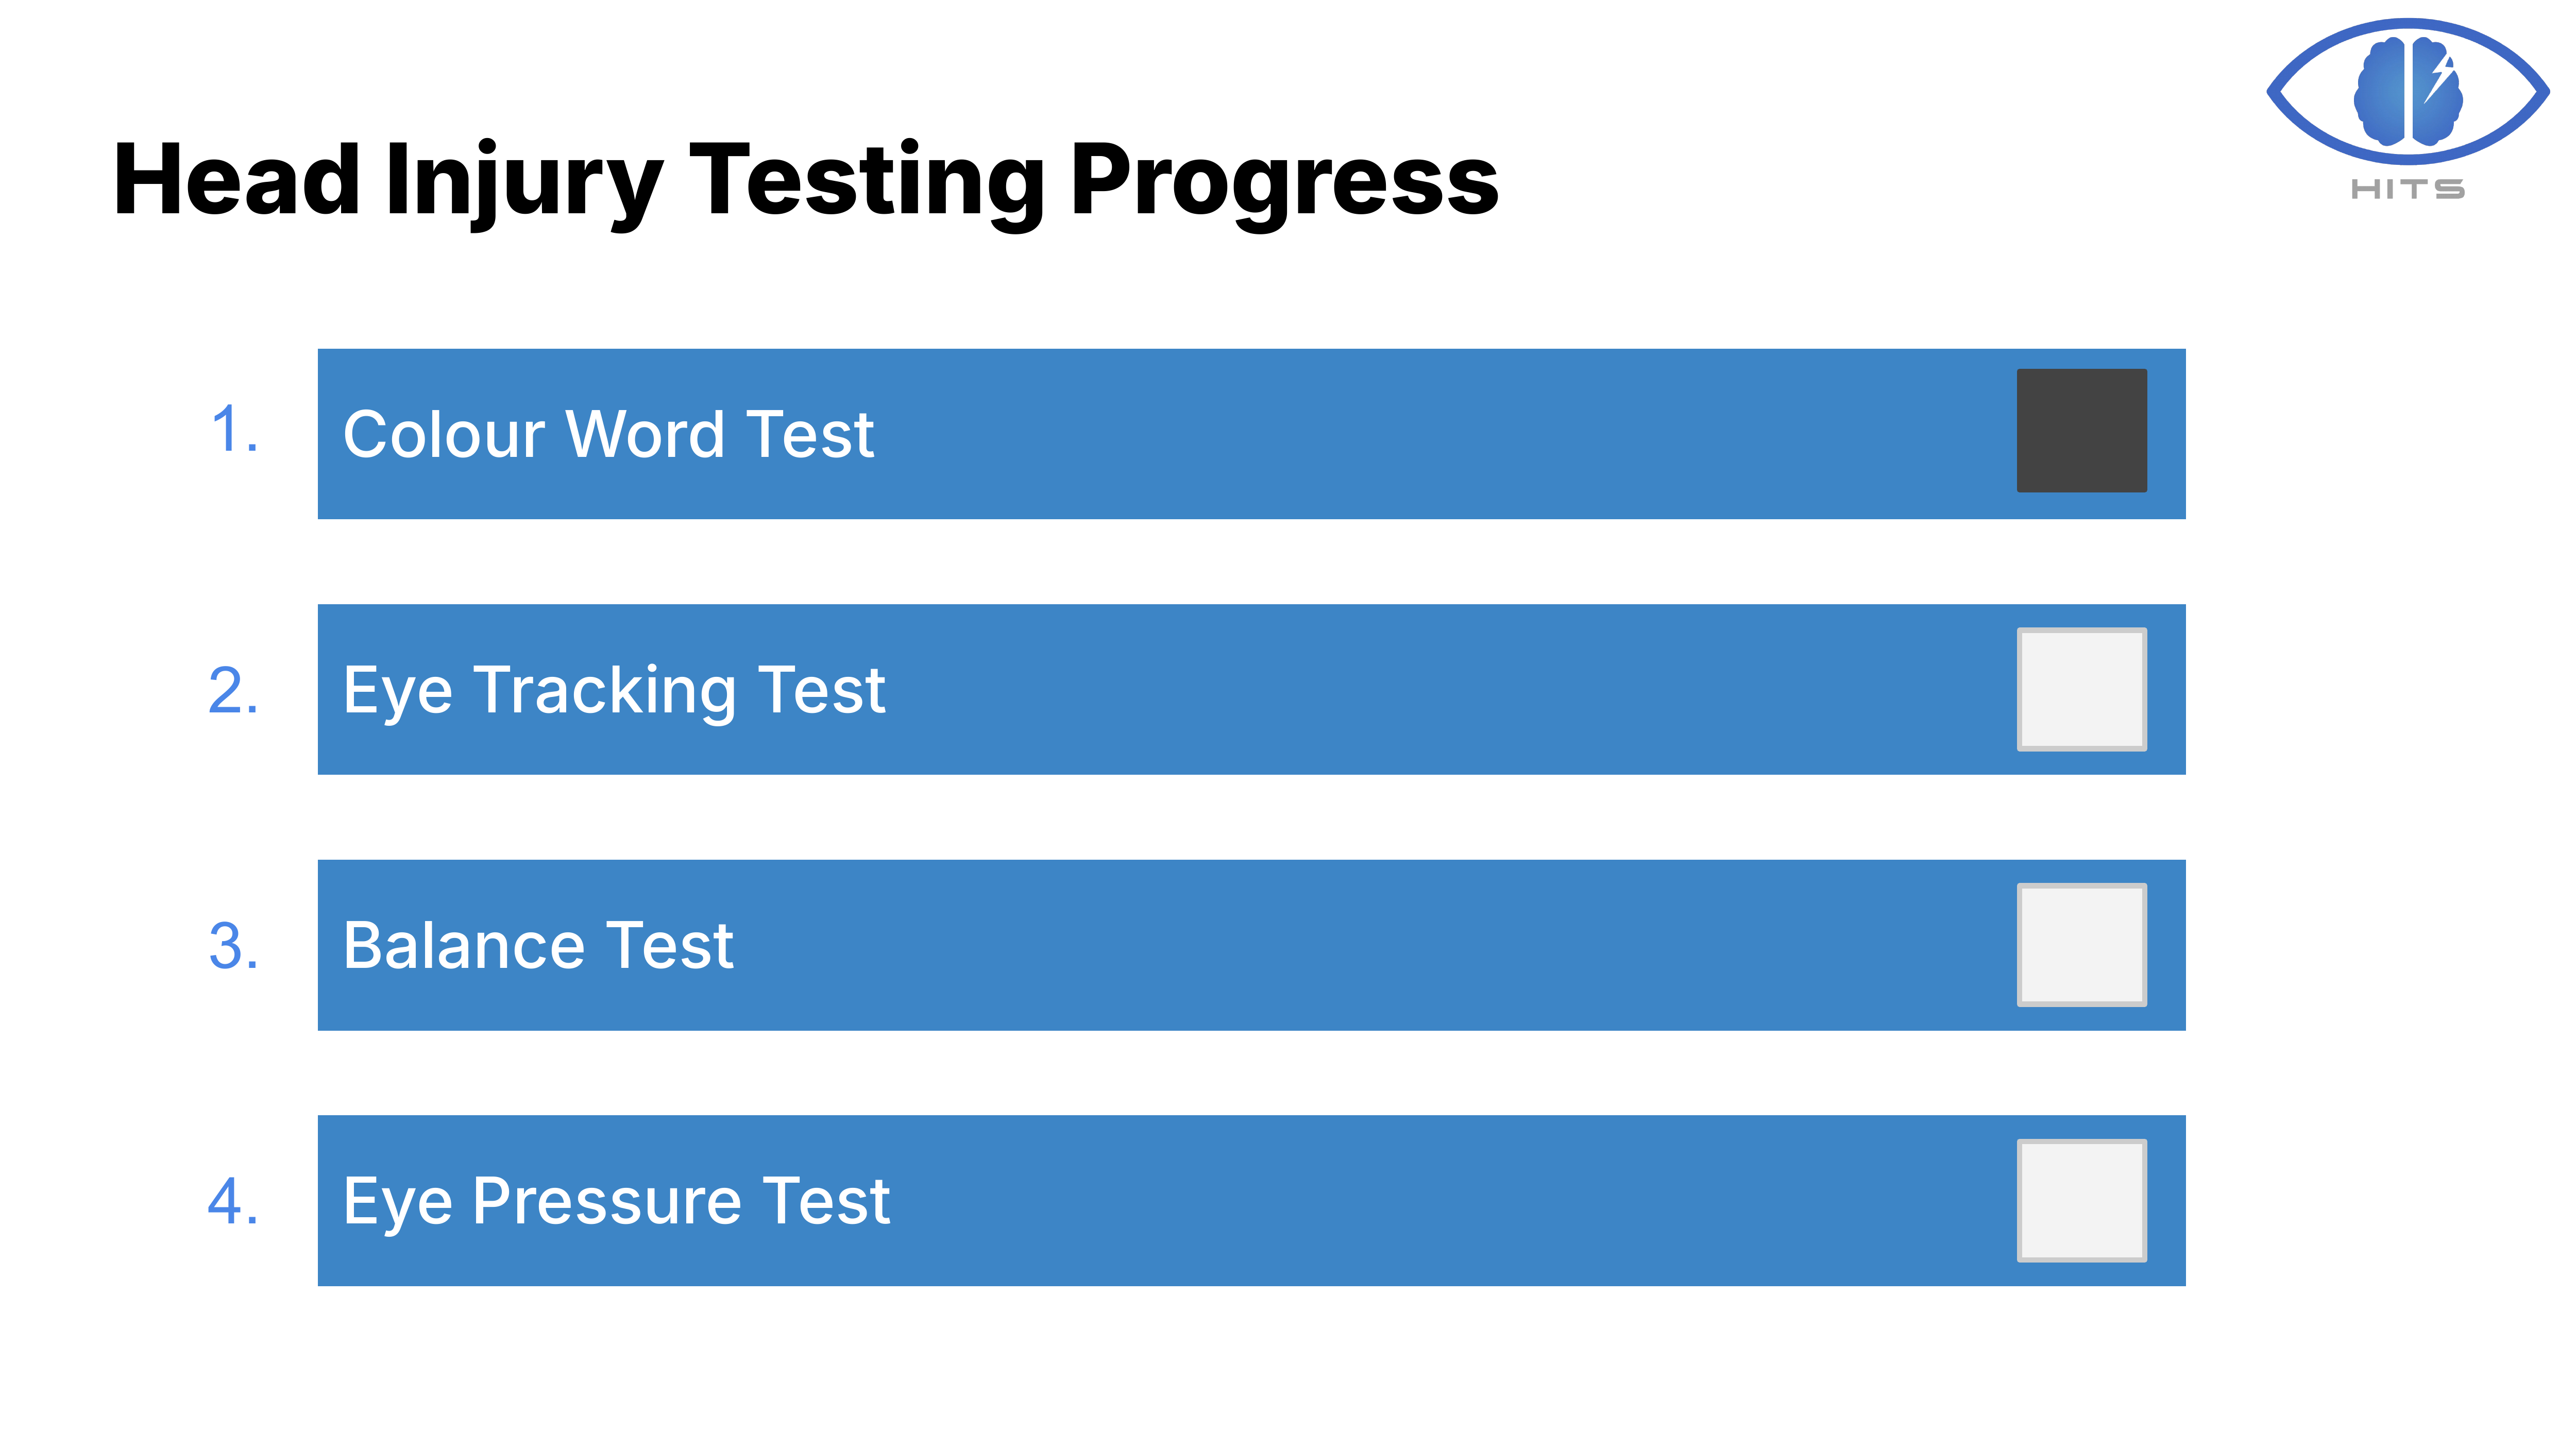 HITS
Head Injury Testing Progress
1. Colour Word Test
2. Eye Tracking Test
3. Balance Test
4. Eye Pressure Test